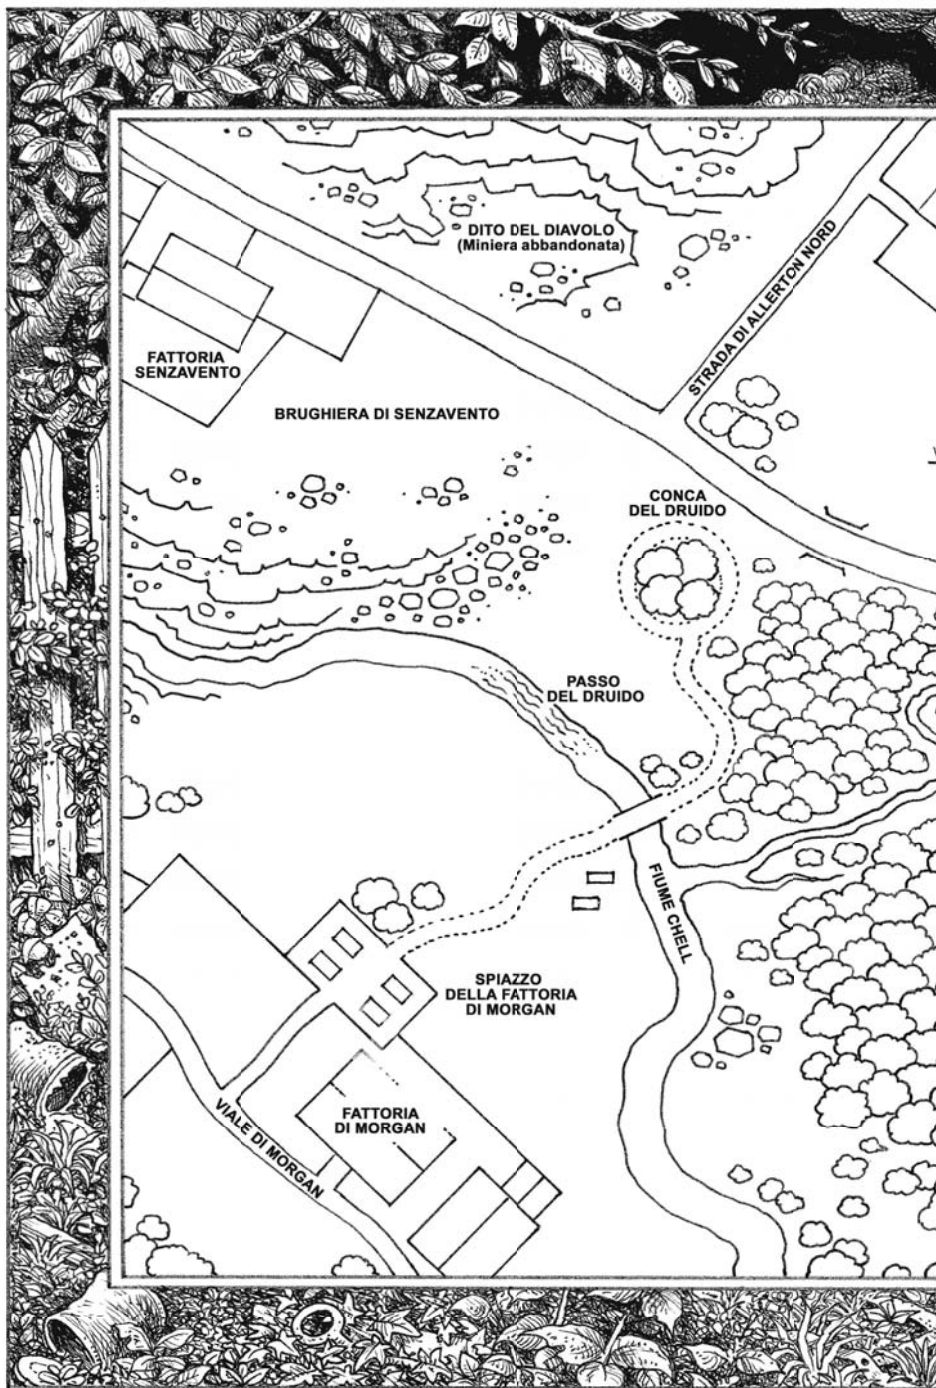 DITO DEL DIAVOLO
(Miniera abbandonata)
STRADA DI ALLERTON NORD
FATTORIA
SENZAVENTO
BRUGHIERA DI SENZAVENTO
CONCA
DEL DRUIDO
PASSO
DEL DRUIDO
FIUME CHELL
SPIAZZO
DELLA FATTORIA
DI MORGAN
FATTORIA
DI MORGAN
VIALE DI MORGAN